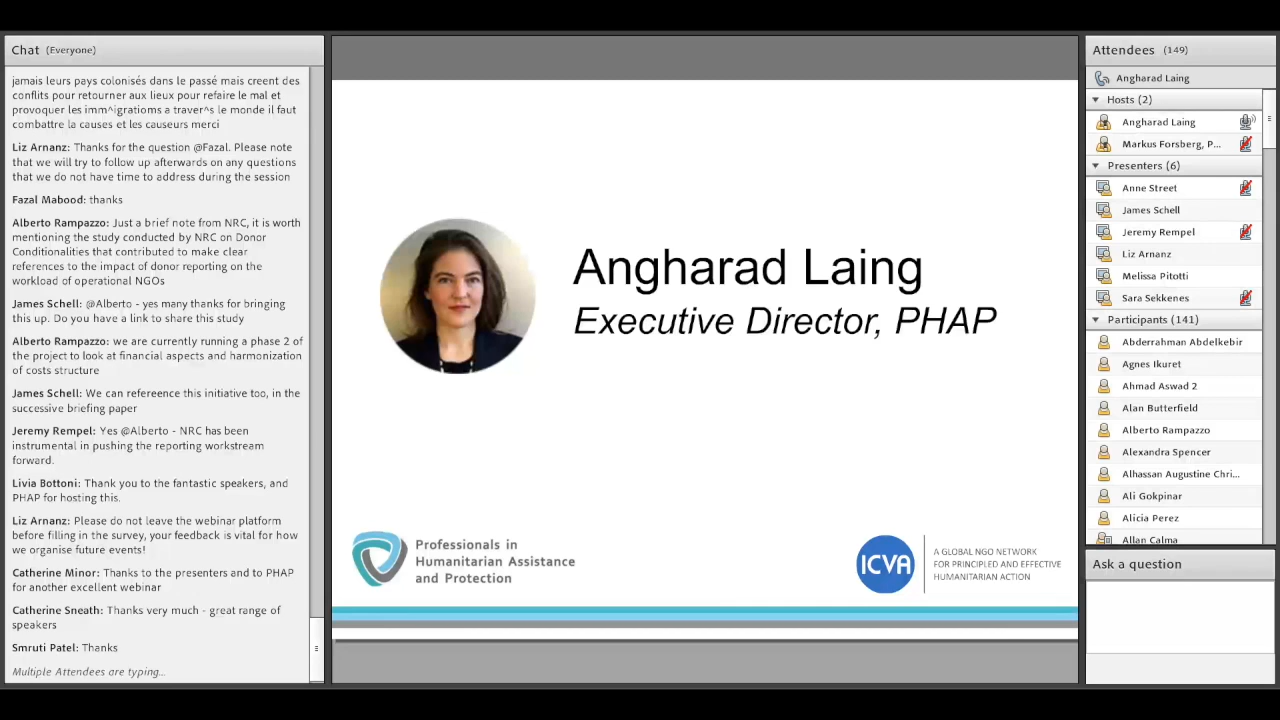 Chat (Everyone)
jamais leurs pays colonisés dans le passé mais creent des
conflits pour retourner aux lieux pour refaire le mal et
provoquer les imm^igratioms a traver^s le monde il faut
combattre la causes et les causeurs merci
Liz Arnanz: Thanks for the question @Fazal. Please note
that we will try to follow up afterwards on any questions
that we do not have time to address during the session
Fazal Mabood: thanks
Alberto Rampazzo: Just a brief note from NRC, it is worth
mentioning the study conducted by NRC on Donor
Conditionalities that contributed to make clear
references to the impact of donor reporting on the
workload of operational NGOs
James Schell: @Alberto - yes many thanks for bringing
this up. Do you have a link to share this study
Alberto Rampazzo: we are currently running a phase 2 of
the project to look at financial aspects and harmonization
of costs structure
James Schell: We can refereence this initiative too, in the
successive briefing paper
Jeremy Rempel: Yes @Alberto - NRC has been
instrumental in pushing the reporting workstream
forward.
Livia Bottoni: Thank you to the fantastic speakers, and
PHAP for hosting this.
Liz Arnanz: Please do not leave the webinar platform
before filling in the survey, your feedback is vital for how
we organise future events!
Catherine Minor: Thanks to the presenters and to PHAP
for another excellent webinar
Catherine Sneath: Thanks very much - great range of
speakers
Smruti Patel: Thanks
Multiple Attendees are typing...
Angharad Laing
Executive Director, PHAP
Professionals in
Humanitarian Assistance
and Protection
ICVA
A GLOBAL NGO NETWORK
FOR PRINCIPLED AND EFFECTIVE
HUMANITARIAN ACTION
Attendees (149)
Angharad Laing
Hosts (2)
Angharad Laing
Markus Forsberg, P...
Presenters (6)
Anne Street
James Schell
Jeremy Rempel
Liz Arnanz
Melissa Pitotti
Sara Sekkenes
Participants (141)
Abderrahman Abdelkebir
Agnes Ikuret
Ahmad Aswad 2
Alan Butterfield
Alberto Rampazzo
Alexandra Spencer
Alhassan Augustine Chri...
Ali Gokpinar
Alicia Perez
Allan Calma
Ask a question